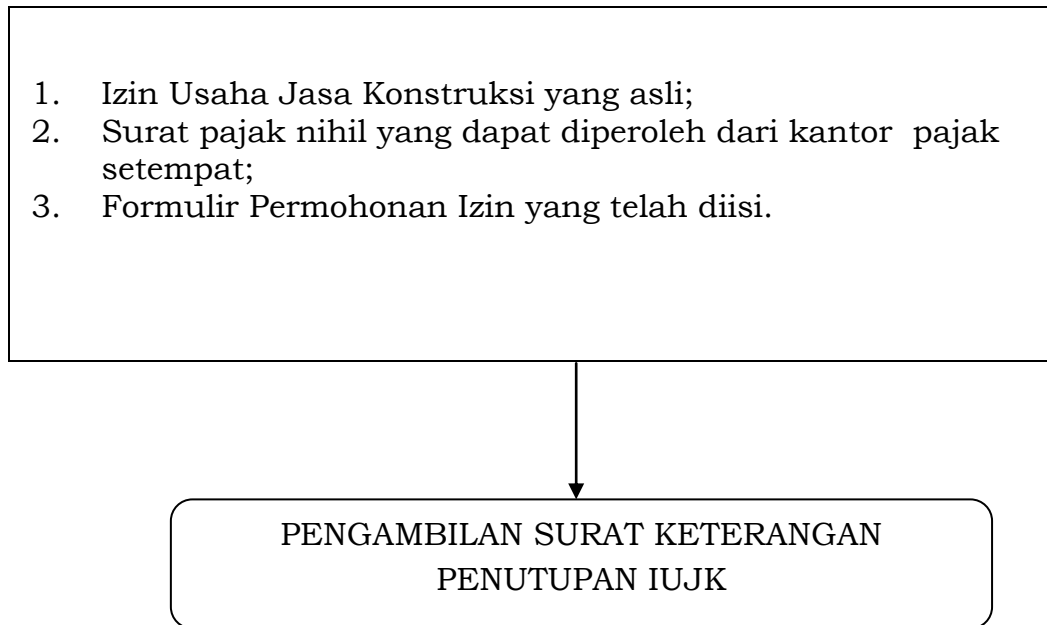 1. Izin Usaha Jasa Konstruksi yang asli;
2. Surat pajak nihil yang dapat diperoleh dari kantor pajak
setempat;
3. Formulir Permohonan Izin yang telah diisi.
PENGAMBILAN SURAT KETERANGAN
PENUTUPAN IUJK